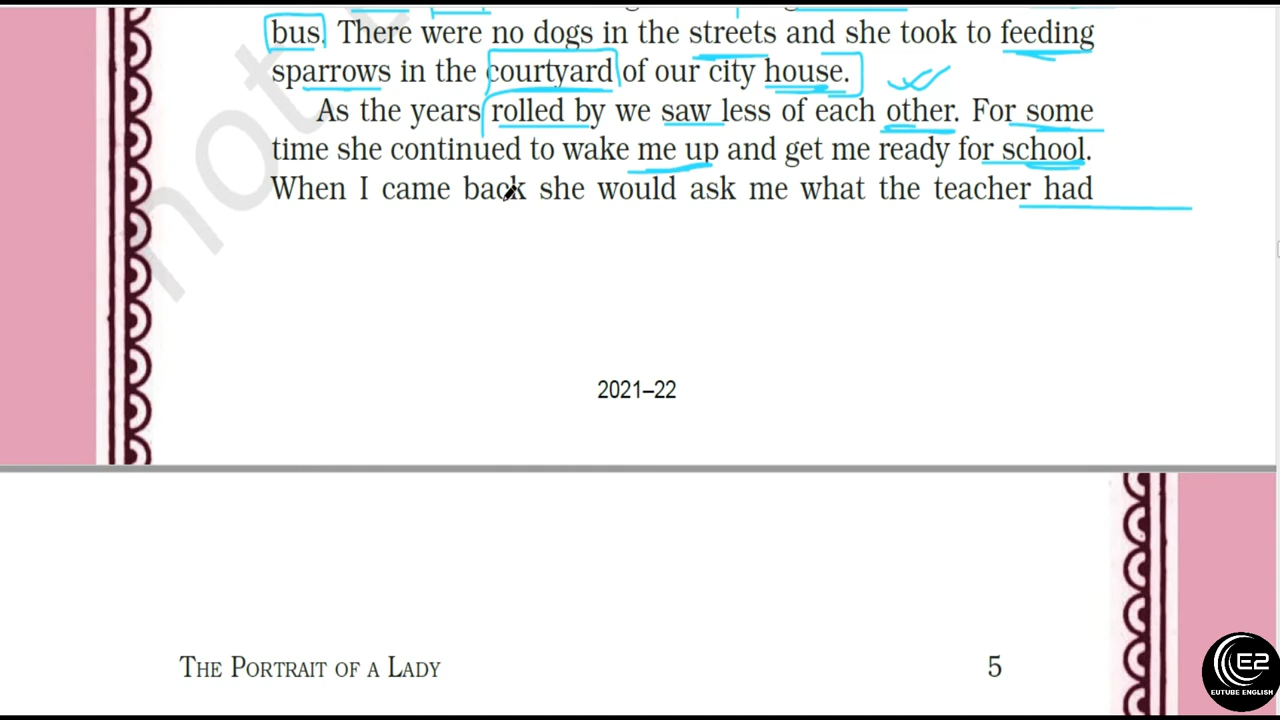 bus. There were no dogs in the streets and she took to feeding
sparrows in the courtyard of our city house.
As the years rolled by we saw less of each other. For some
time she continued to wake me up and get me ready for school.
When I came back she would ask me what the teacher had
not
2021–22
THE PORTRAIT OF A LADY 5
E2
EUTUBE ENGLISH